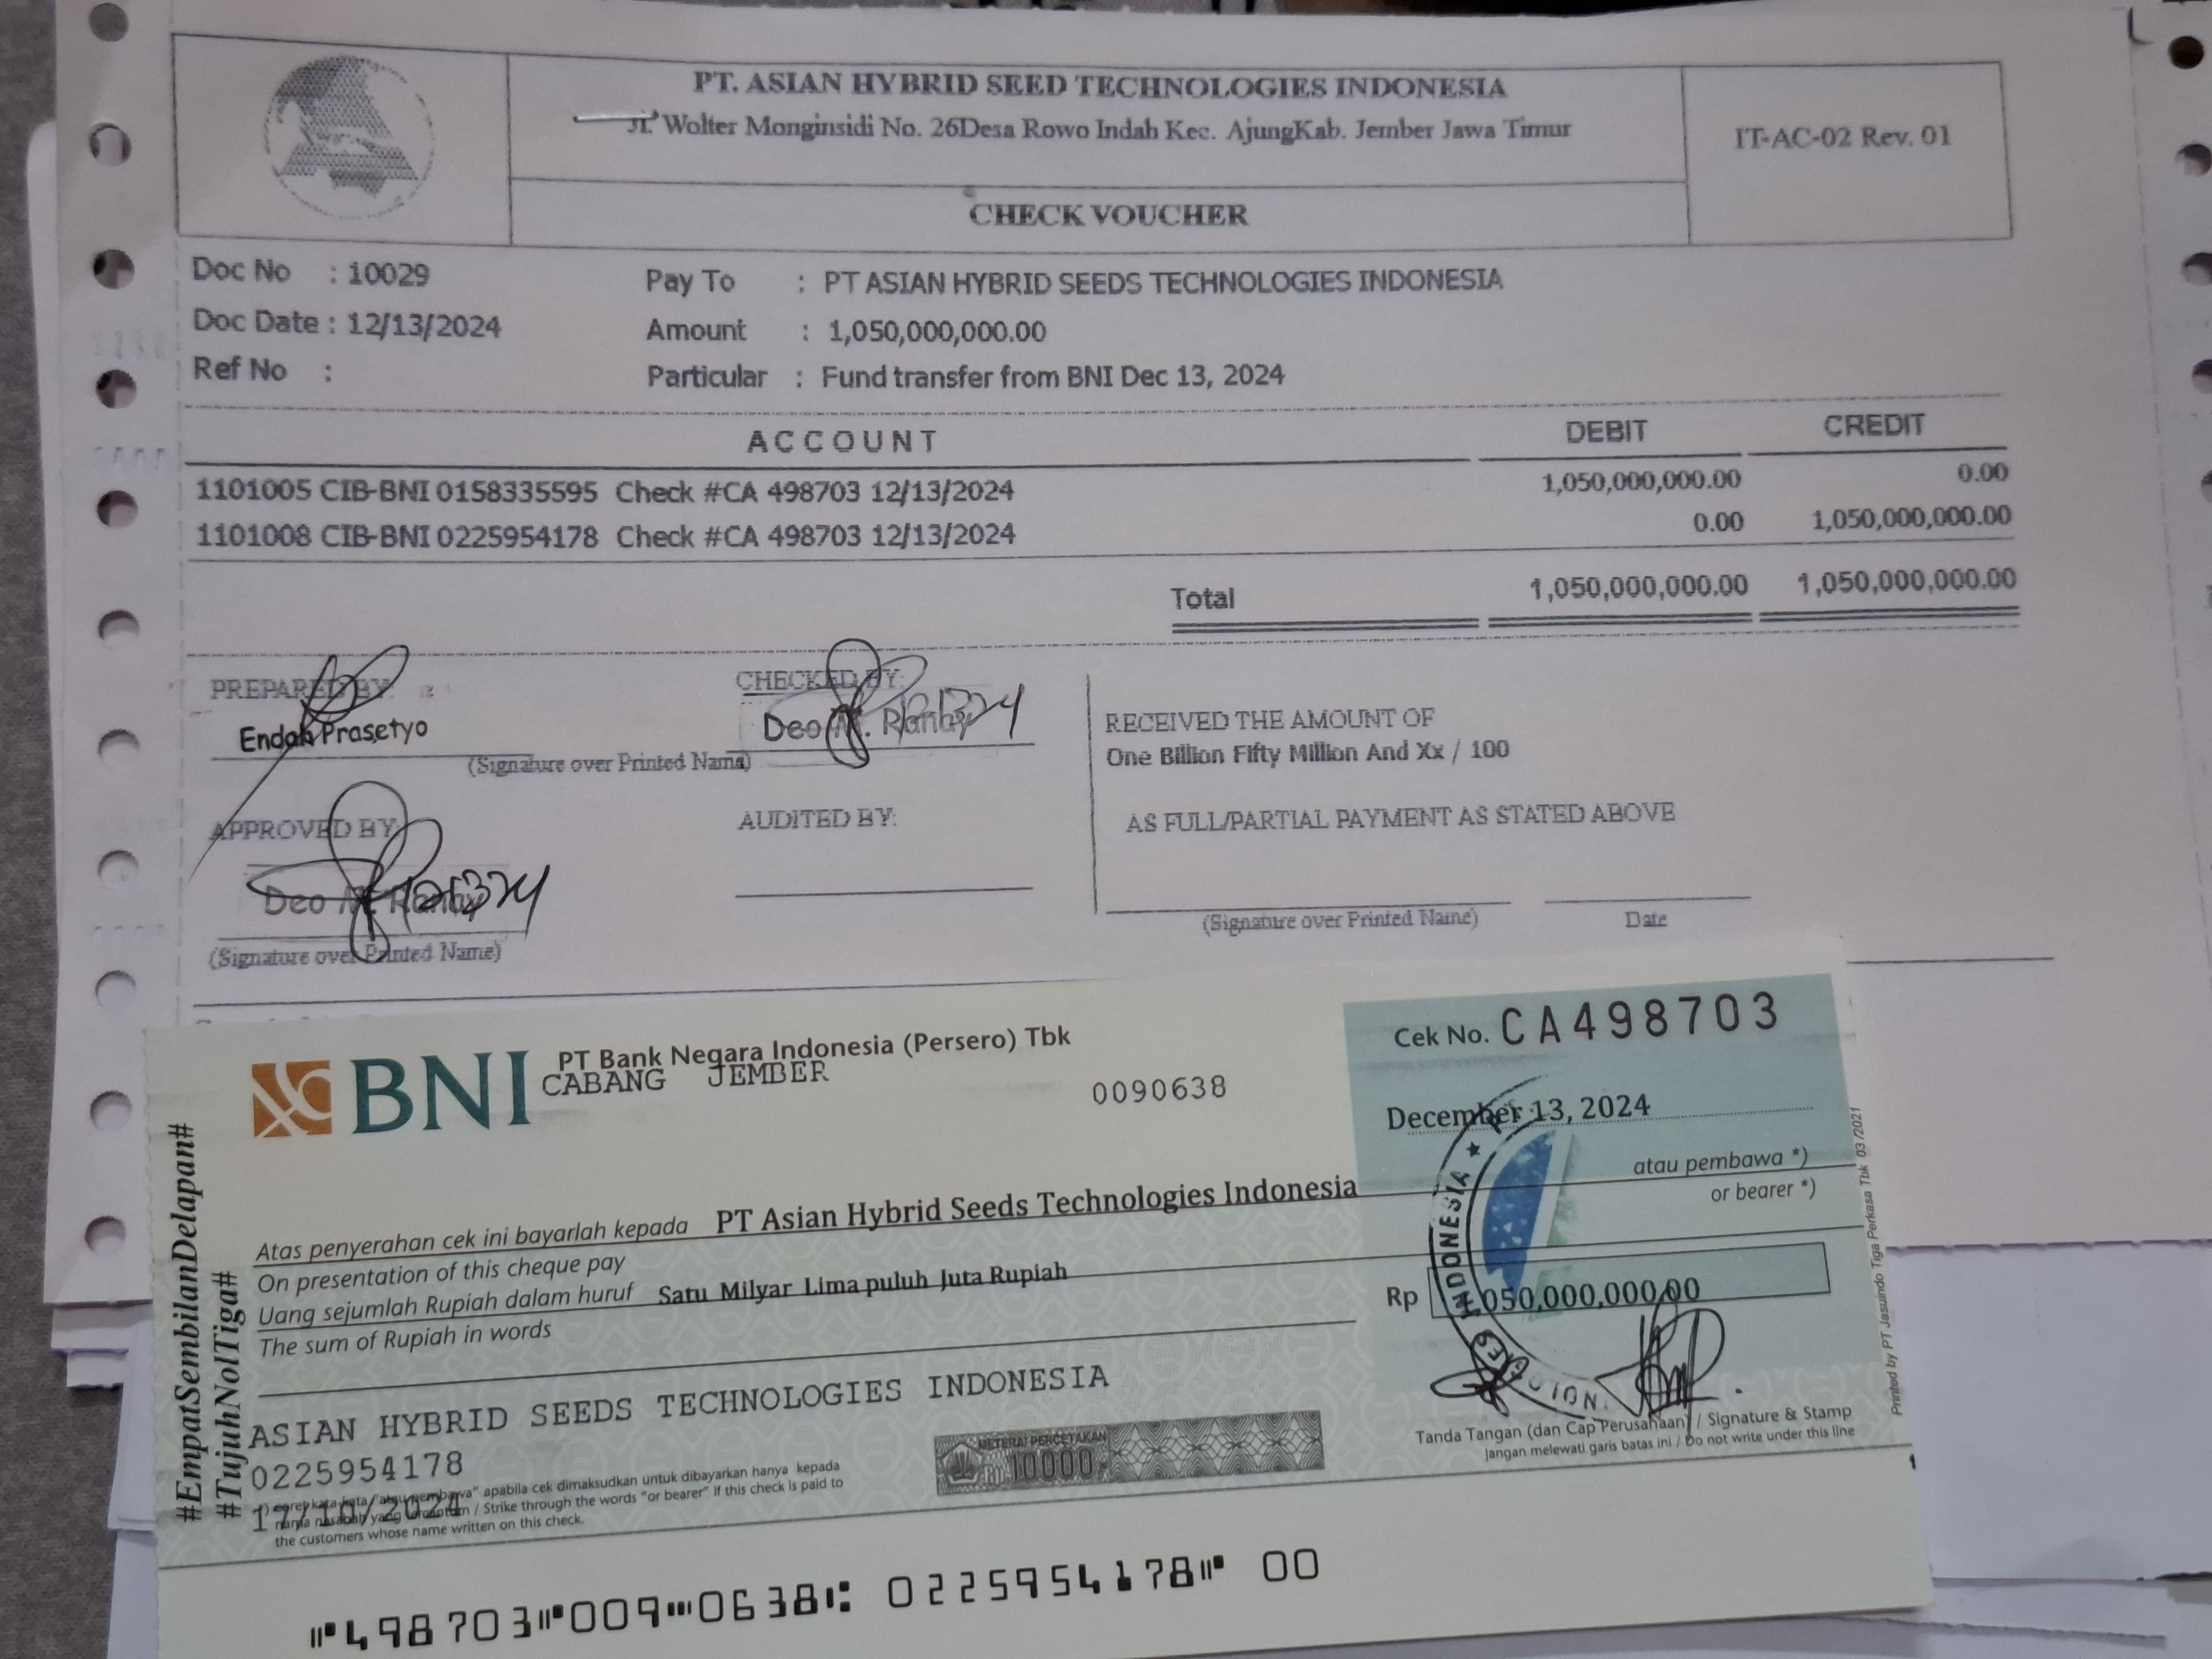 PT. ASIAN HYBRID SEED TECHNOLOGIES INDONESIA
Jl. Wolter Monginsidi No. 26Desa Rowo Indah Kec. AjungKab. Jember Jawa Timur
IT-AC-02 Rev. 01
CHECK VOUCHER
Doc No : 10029
Doc Date : 12/13/2024
Ref No :
Pay To : PT ASIAN HYBRID SEEDS TECHNOLOGIES INDONESIA
Amount : 1,050,000,000.00
Particular : Fund transfer from BNI Dec 13, 2024
ACCOUNT DEBIT CREDIT
1101005 CIB-BNI 0158335595 Check #CA 498703 12/13/2024 1,050,000,000.00 0.00
1101008 CIB-BNI 0225954178 Check #CA 498703 12/13/2024 0.00 1,050,000,000.00
Total 1,050,000,000.00 1,050,000,000.00
PREPARED BY:
Endah Prasetyo
(Signature over Printed Name)
CHECKED BY:
Deo M.
APPROVED BY:
Deo M.
(Signature over Printed Name)
AUDITED BY:
RECEIVED THE AMOUNT OF
One Billion Fifty Million And Xx / 100
AS FULL/PARTIAL PAYMENT AS STATED ABOVE
(Signature over Printed Name)
Date
BNI
PT Bank Negara Indonesia (Persero) Tbk
CABANG JEMBER
0090638
Cek No. CA498703
December 13, 2024
atau pembawa *)
or bearer *)
Atas penyerahan cek ini bayarlah kepada PT Asian Hybrid Seeds Technologies Indonesia
On presentation of this cheque pay
Uang sejumlah Rupiah dalam huruf Satu Milyar Lima puluh Juta Rupiah
The sum of Rupiah in words
Rp 1,050,000,000.00
INDONESIA
ASIAN HYBRID SEEDS TECHNOLOGIES INDONESIA
0225954178
17/10/2024
*) coret kata-kata "atau pembawa" apabila cek dimaksudkan untuk dibayarkan hanya kepada
nama nasabah yang tercantum / Strike through the words "or bearer" if this check is paid to
the customers whose name written on this check.
METERAI PERCETAKAN
RP 10000,-
Tanda Tangan (dan Cap Perusahaan) / Signature & Stamp
Jangan melewati garis batas ini / Do not write under this line
#EmpatSembilanDelapan#
#TujuhNolTiga#
Printed by PT Jasuindo Tiga Perkasa Tbk 03/2021
498703 009 0638 0225954178 00